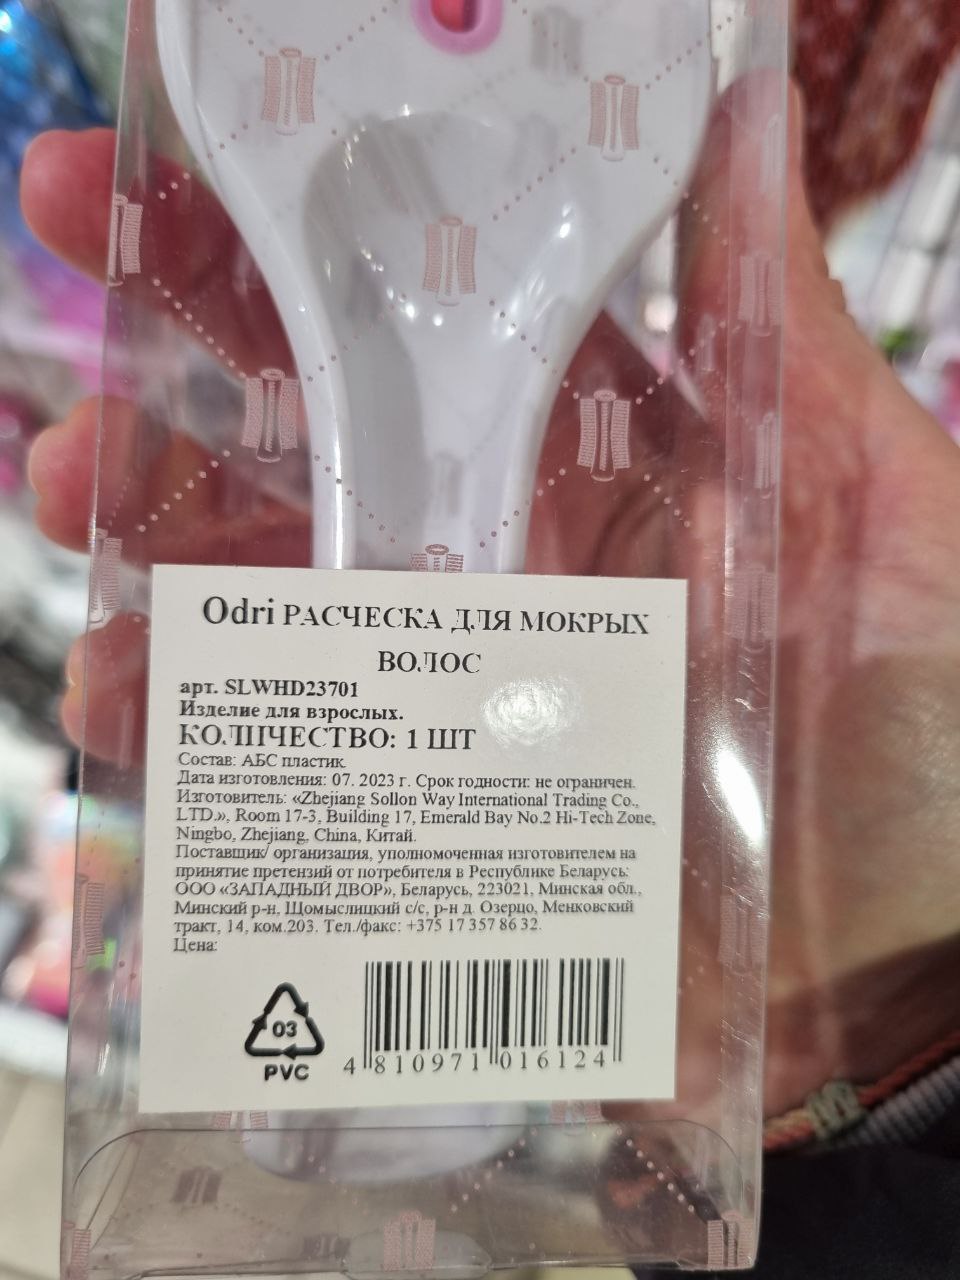 Odri РАСЧЕСКА ДЛЯ МОКРЫХ
ВОЛОС
арт. SLWHD23701
Изделие для взрослых.
КОЛИЧЕСТВО: 1 ШТ
Состав: АБС пластик.
Дата изготовления: 07. 2023 г. Срок годности: не ограничен.
Изготовитель: «Zhejiang Sollon Way International Trading Co.,
LTD.», Room 17-3, Building 17, Emerald Bay No.2 Hi-Tech Zone,
Ningbo, Zhejiang, China, Китай.
Поставщик/ организация, уполномоченная изготовителем на
принятие претензий от потребителя в Республике Беларусь:
ООО «ЗАПАДНЫЙ ДВОР», Беларусь, 223021, Минская обл.,
Минский р-н, Щомыслицкий с/с, р-н д. Озерцо, Менковский
тракт, 14, ком.203. Тел./факс: +375 17 357 86 32.
Цена:
03
PVC
4 810971 016124